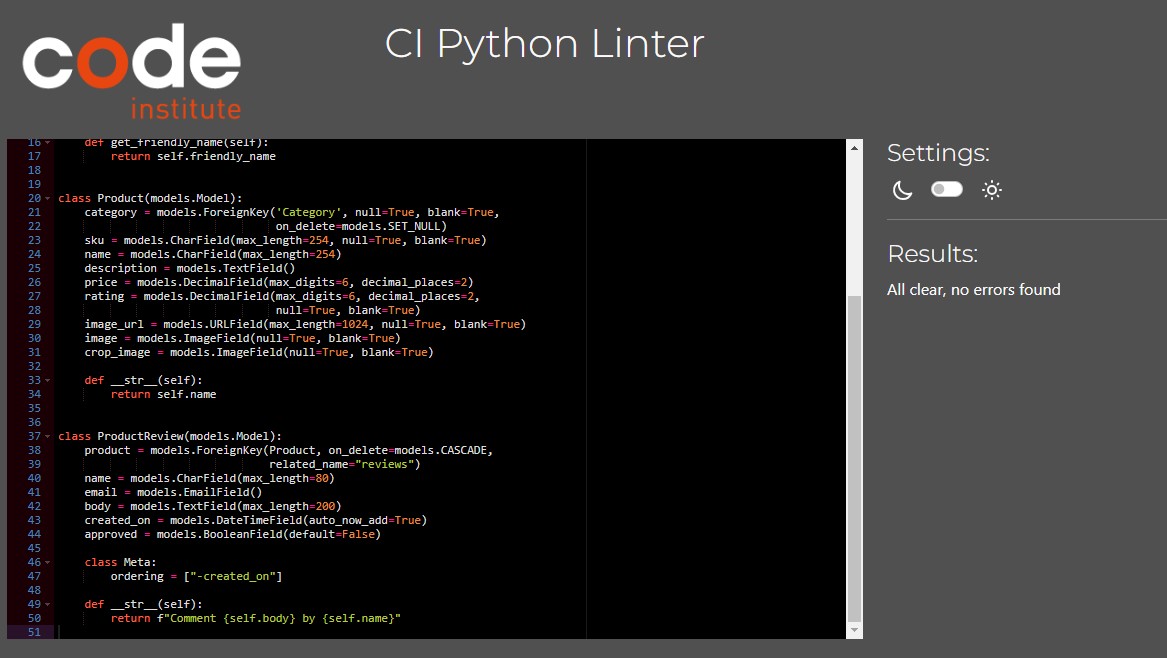 code
institute
CI Python Linter
16 def get_friendly_name(self):
17 return self.friendly_name
18
19
20 class Product(models.Model):
21 category = models.ForeignKey('Category', null=True, blank=True,
22 on_delete=models.SET_NULL)
23 sku = models.CharField(max_length=254, null=True, blank=True)
24 name = models.CharField(max_length=254)
25 description = models.TextField()
26 price = models.DecimalField(max_digits=6, decimal_places=2)
27 rating = models.DecimalField(max_digits=6, decimal_places=2,
28 null=True, blank=True)
29 image_url = models.URLField(max_length=1024, null=True, blank=True)
30 image = models.ImageField(null=True, blank=True)
31 crop_image = models.ImageField(null=True, blank=True)
32
33 def __str__(self):
34 return self.name
35
36
37 class ProductReview(models.Model):
38 product = models.ForeignKey(Product, on_delete=models.CASCADE,
39 related_name="reviews")
40 name = models.CharField(max_length=80)
41 email = models.EmailField()
42 body = models.TextField(max_length=200)
43 created_on = models.DateTimeField(auto_now_add=True)
44 approved = models.BooleanField(default=False)
45
46 class Meta:
47 ordering = ["-created_on"]
48
49 def __str__(self):
50 return f"Comment {self.body} by {self.name}"
51
Settings:
Results:
All clear, no errors found